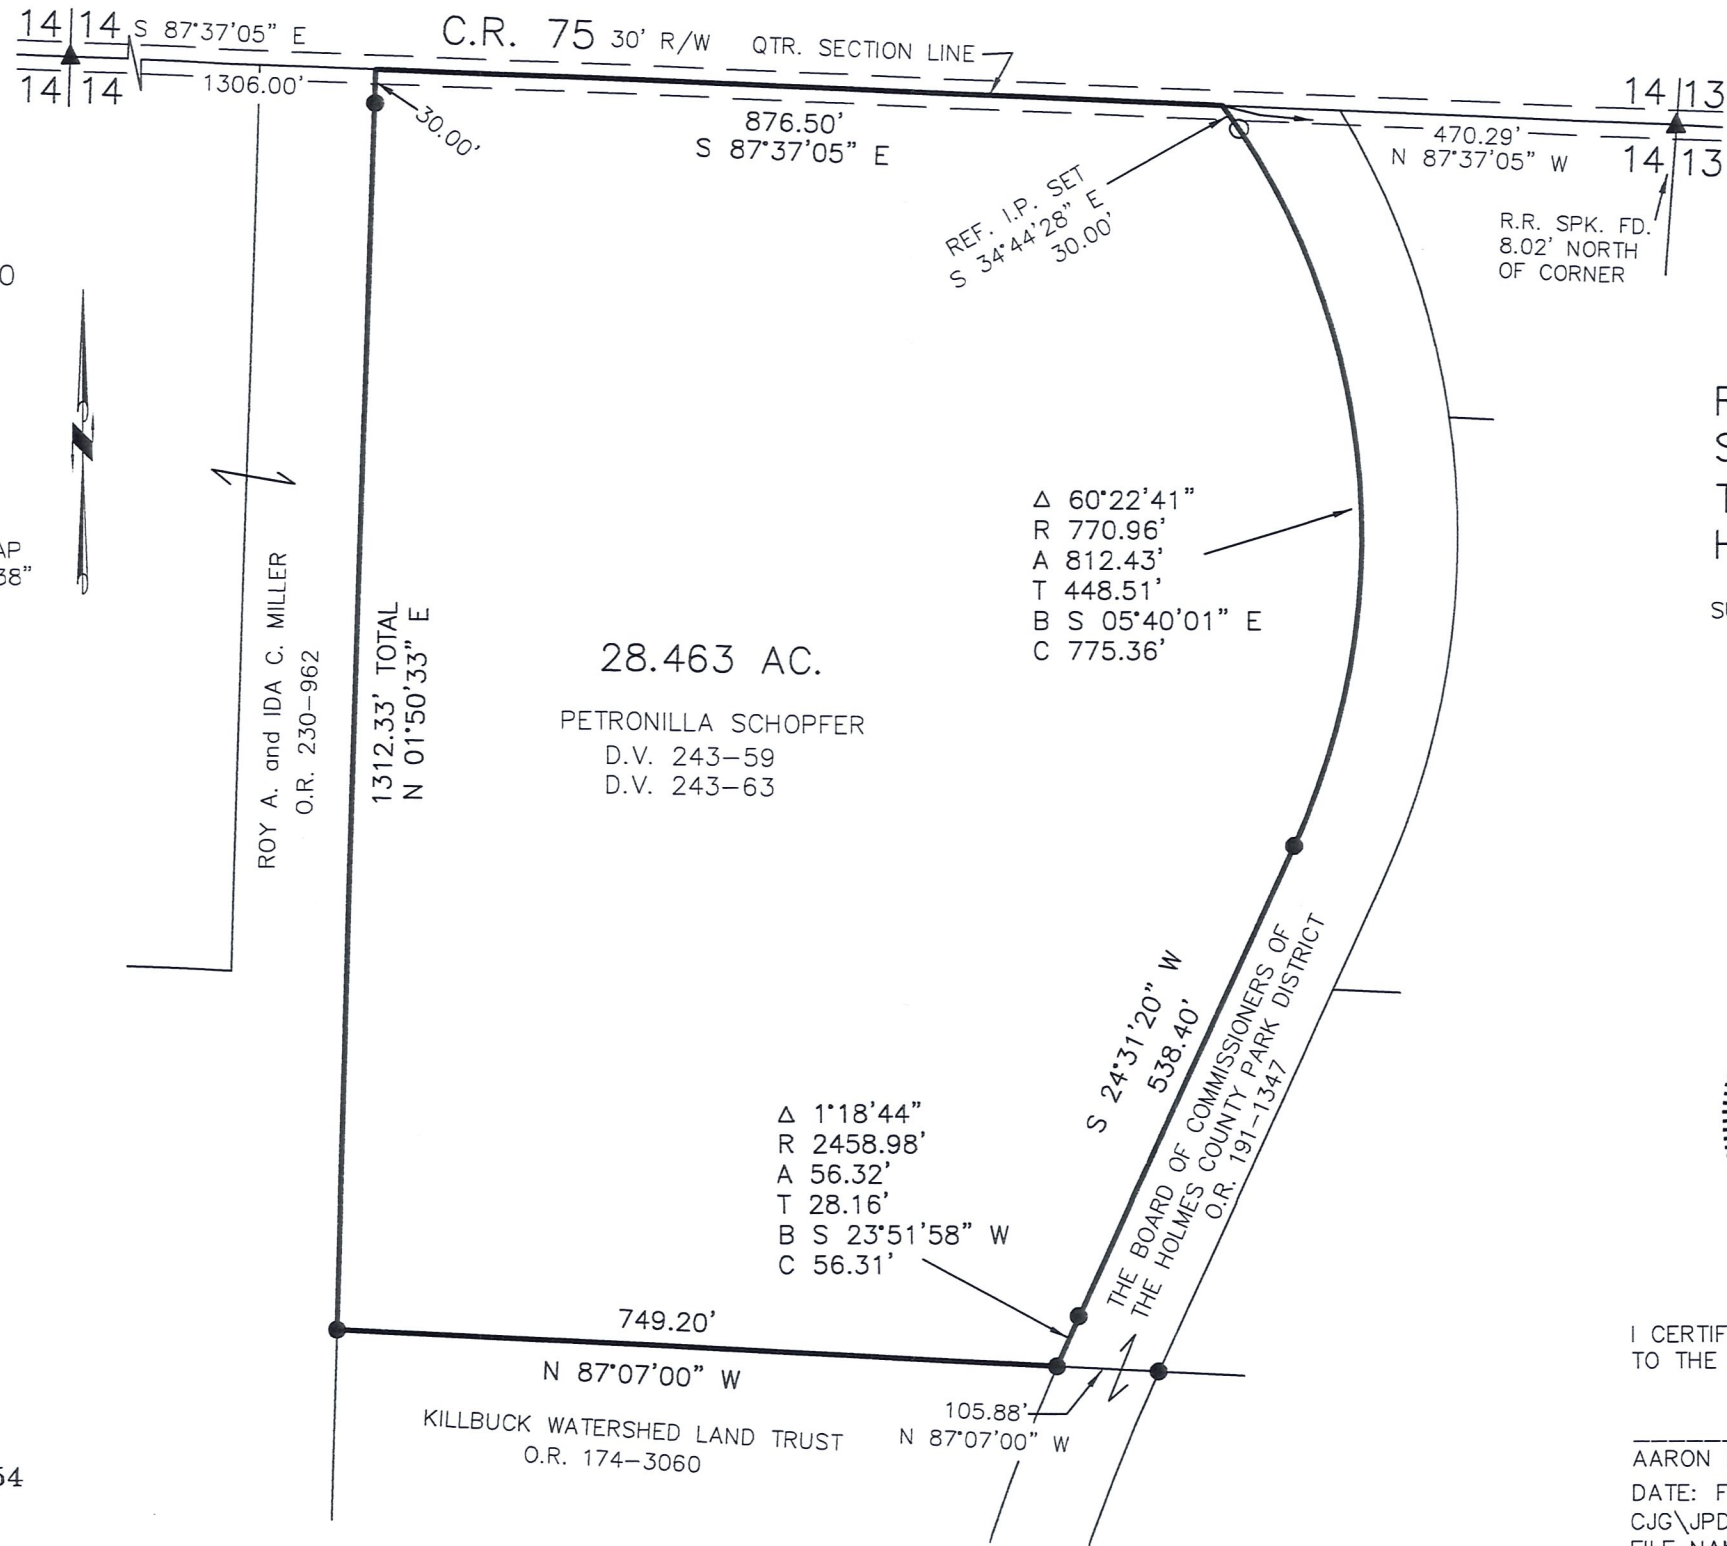 14 14
S 87°37'05" E
C.R. 75 30' R/W
QTR. SECTION LINE
14 13
14 14
1306.00'
30.00'
876.50'
S 87°37'05" E
470.29'
N 87°37'05" W
14 13
REF. I.P. SET
S 34°44'28" E
30.00'
R.R. SPK. FD.
8.02' NORTH
OF CORNER
38"
Δ 60°22'41"
R 770.96'
A 812.43'
T 448.51'
B S 05°40'01" E
C 775.36'
ROY A. and IDA C. MILLER
O.R. 230-962
1312.33' TOTAL
N 01°50'33" E
28.463 AC.
PETRONILLA SCHOPFER
D.V. 243-59
D.V. 243-63
S 24°31'20" W
538.40'
THE BOARD OF COMMISSIONERS OF
THE HOLMES COUNTY PARK DISTRICT
O.R. 191-1347
Δ 1°18'44"
R 2458.98'
A 56.32'
T 28.16'
B S 23°51'58" W
C 56.31'
749.20'
N 87°07'00" W
105.88'
N 87°07'00" W
KILLBUCK WATERSHED LAND TRUST
O.R. 174-3060
I CERTIF
TO THE
AARON
DATE: F
CJG\JPD